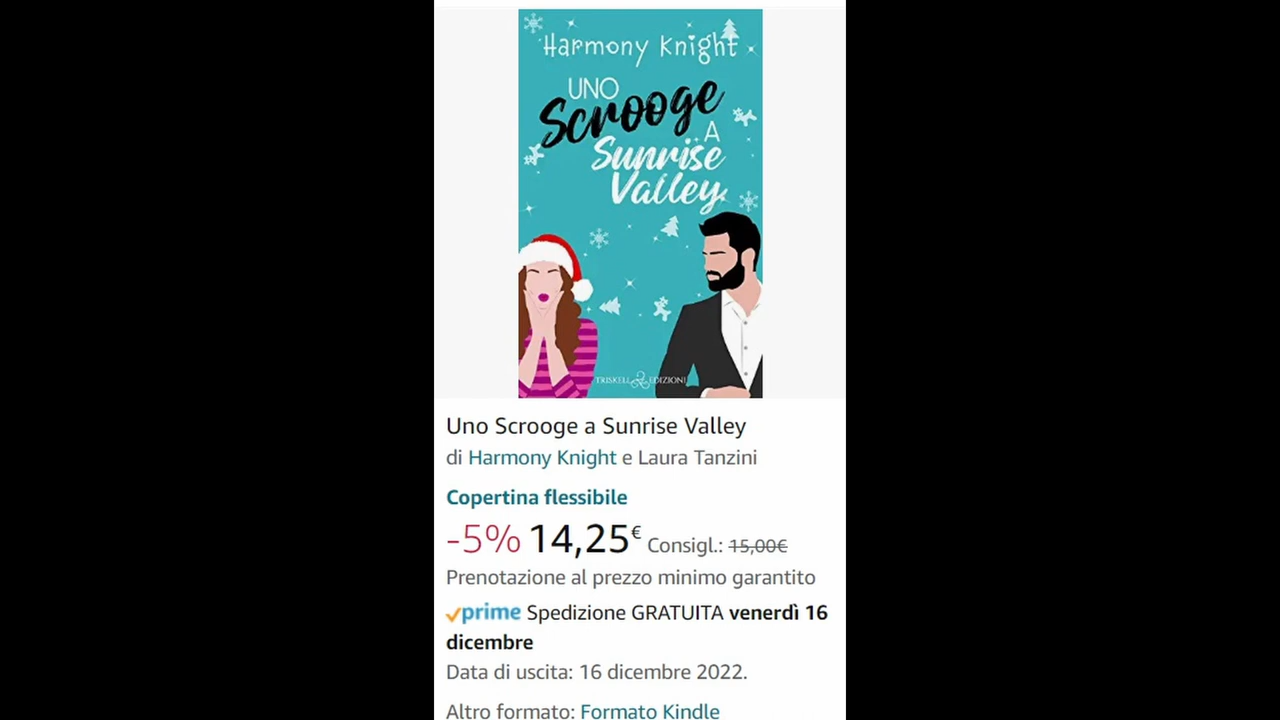 Harmony Knight
UNO
Scrooge
A
Sunrise
Valley
TRISKELL EDIZIONI
Uno Scrooge a Sunrise Valley
di Harmony Knight e Laura Tanzini
Copertina flessibile
-5% 14,25€ Consigl.: 15,00€
Prenotazione al prezzo minimo garantito
prime Spedizione GRATUITA venerdì 16
dicembre
Data di uscita: 16 dicembre 2022.
Altro formato: Formato Kindle